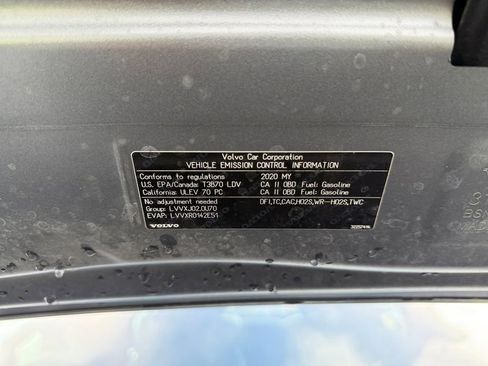 Volvo Car Corporation
VEHICLE EMISSION CONTROL INFORMATION
Conforms to regulations 2020 MY
U.S. EPA/Canada: T3B70 LDV CA II OBD Fuel: Gasoline
California: ULEV 70 PC CA II OBD Fuel: Gasoline
No adjustment needed DFI,TC,CAC,HO2S,WR-HO2S,TWC
Group: LVVXJ02.0U70
EVAP: LVVXR0142E51
VOLVO